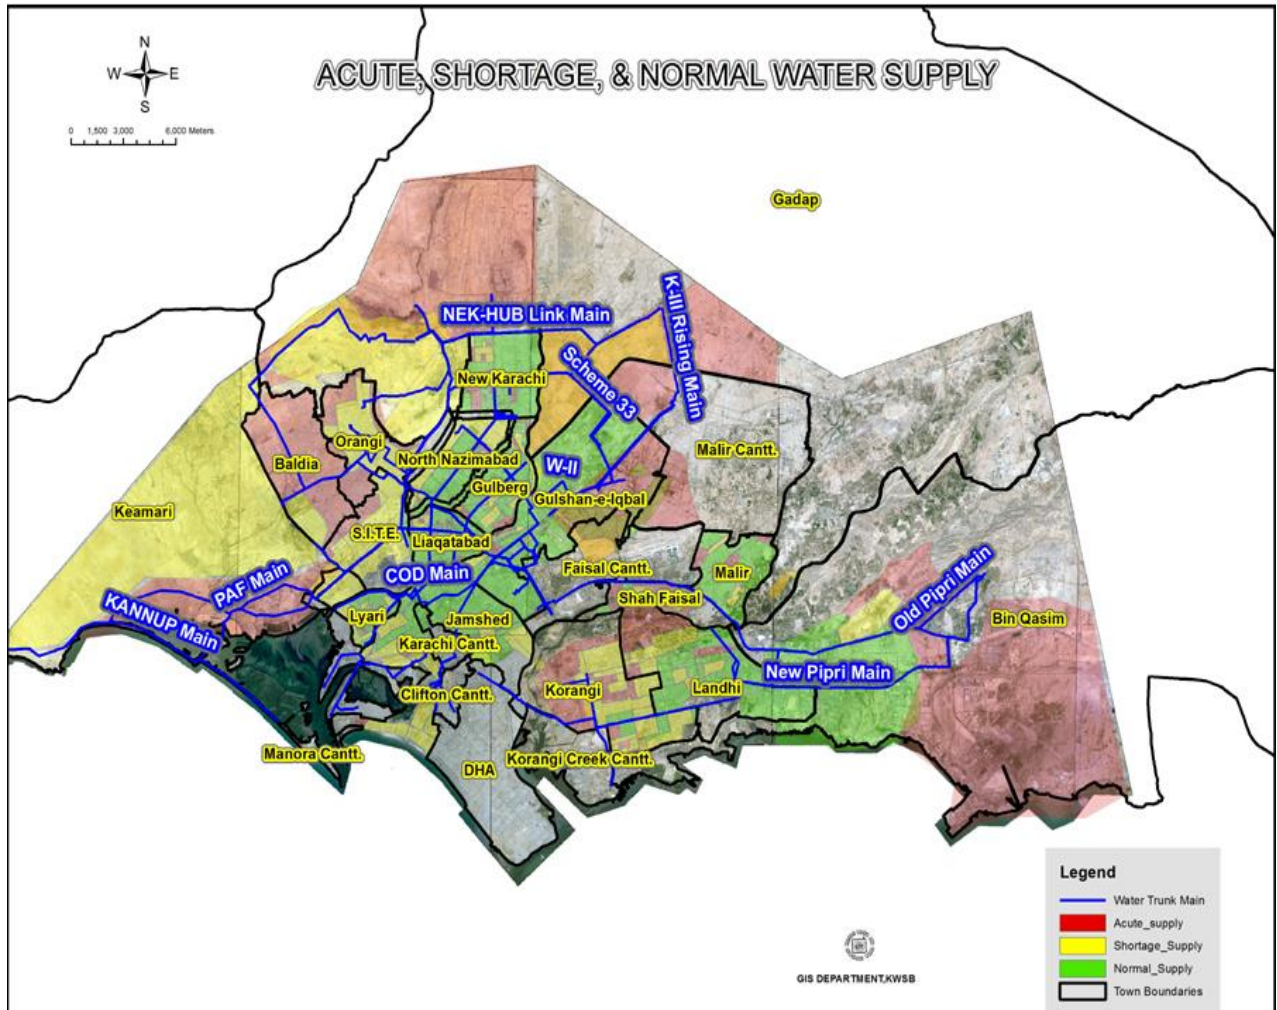 N
W E
S
0 1,500 3,000 6,000 Meters
ACUTE, SHORTAGE, & NORMAL WATER SUPPLY
Gadap
NEK-HUB Link Main
K-III Rising Main
Scheme 33
New Karachi
Orangi
North Nazimabad
Malir Cantt.
Baldia
W-II
Gulberg
Gulshan-e-Iqbal
Keamari
S.I.T.E.
Liaqatabad
Faisal Cantt.
Malir
COD Main
PAF Main
Shah Faisal
Old Pipri Main
KANNUP Main
Lyari
Jamshed
Bin Qasim
Karachi Cantt.
New Pipri Main
Clifton Cantt.
Korangi
Landhi
Manora Cantt.
DHA
Korangi Creek Cantt.
Legend
Water Trunk Main
Acute_supply
Shortage_Supply
Normal_Supply
Town Boundaries
GIS DEPARTMENT,KWSB